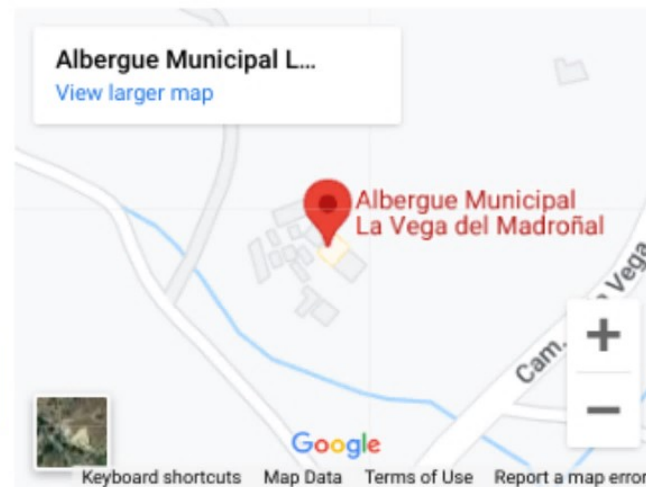 Albergue Municipal L...
View larger map
Albergue Municipal
La Vega del Madroñal
Cam. Vega
+
−
Google
Keyboard shortcuts Map Data Terms of Use Report a map error